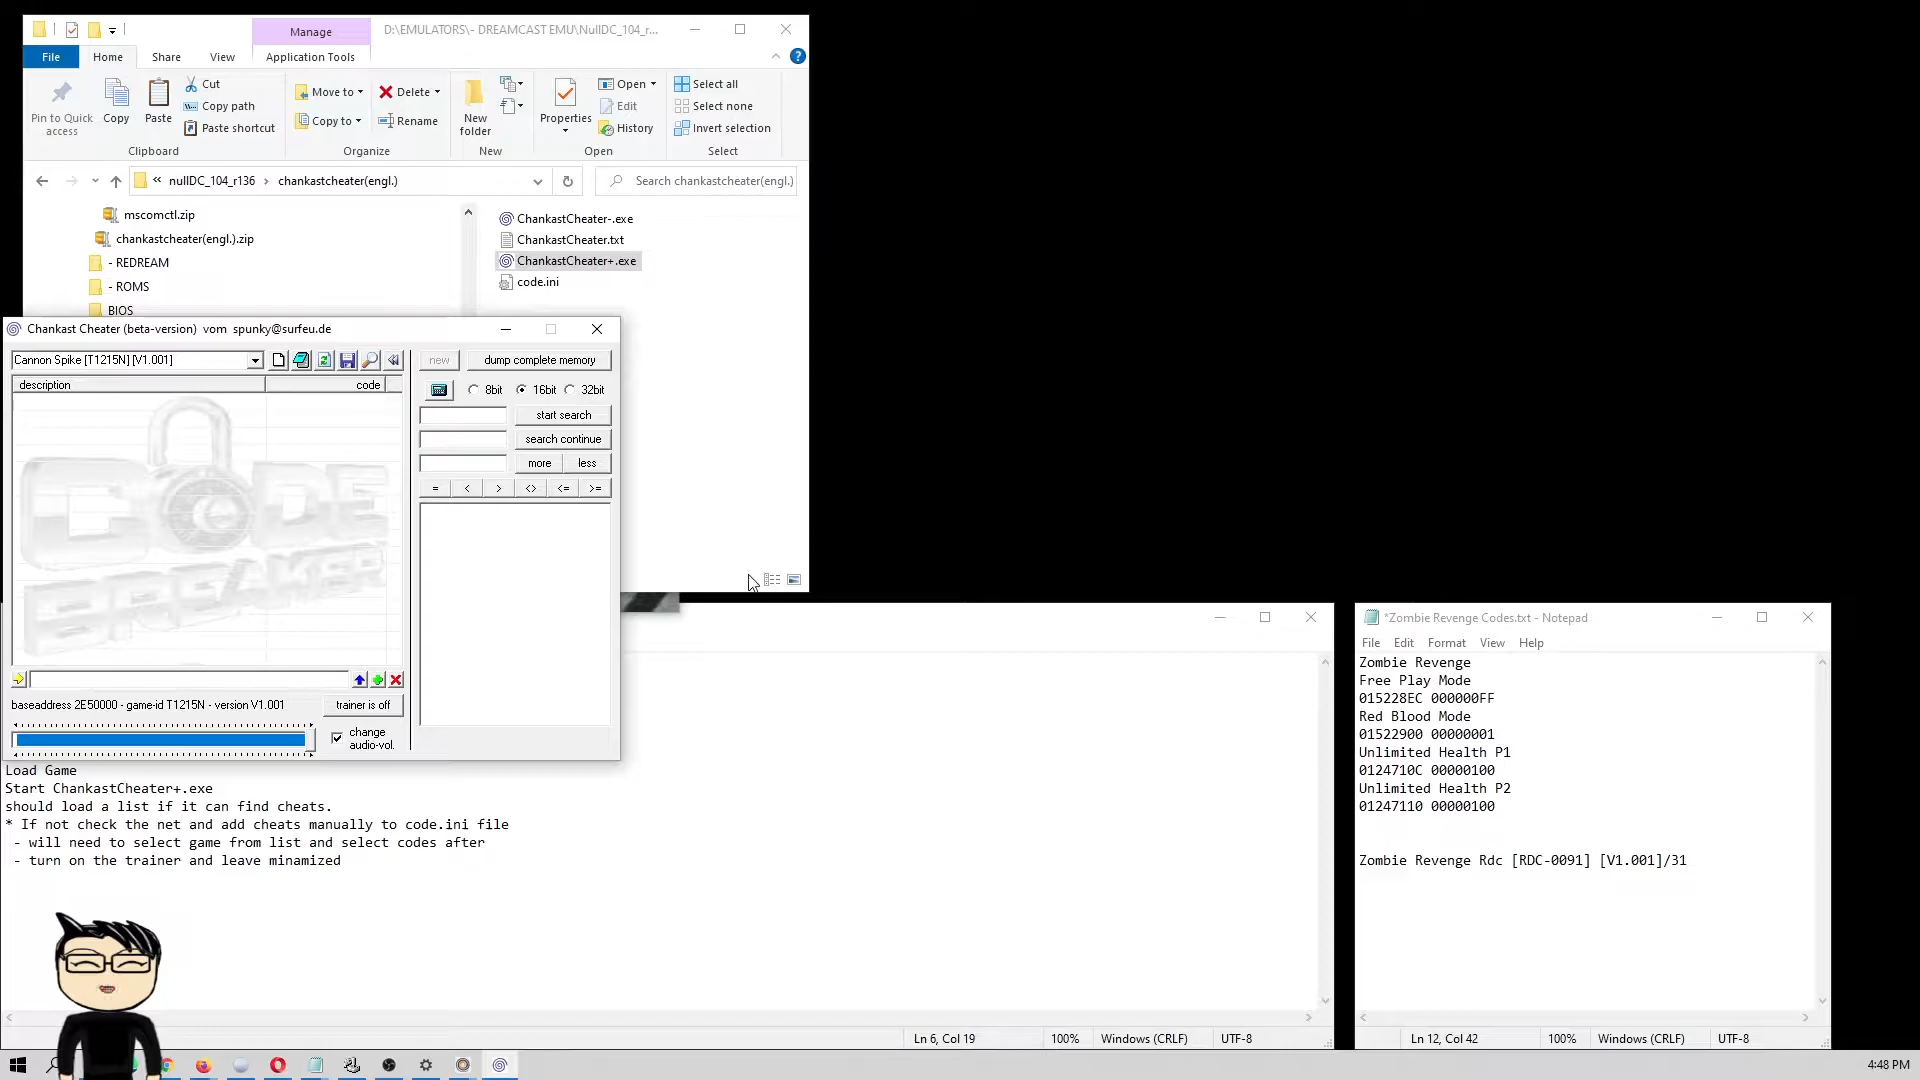 Manage
D:\EMULATORS\- DREAMCAST EMU\NullDC_104_r...
File
Home
Share
View
Application Tools
Pin to Quick access
Copy
Paste
Cut
Copy path
Paste shortcut
Clipboard
Move to
Copy to
Delete
Rename
Organize
New folder
New
Properties
Open
Edit
History
Open
Select all
Select none
Invert selection
Select
« nullDC_104_r136 › chankastcheater(engl.)
Search chankastcheater(engl.)
mscomctl.zip
chankastcheater(engl.).zip
- REDREAM
- ROMS
BIOS
ChankastCheater-.exe
ChankastCheater.txt
ChankastCheater+.exe
code.ini
Chankast Cheater (beta-version) vom spunky@surfeu.de
Cannon Spike [T1215N] [V1.001]
description
code
CODE
BREAKER
new
dump complete memory
8bit
16bit
32bit
start search
search continue
more
less
=
<
>
<>
<=
>=
baseaddress 2E50000 - game-id T1215N - version V1.001
trainer is off
change audio-vol.
Load Game
Start ChankastCheater+.exe
should load a list if it can find cheats.
* If not check the net and add cheats manually to code.ini file
- will need to select game from list and select codes after
- turn on the trainer and leave minamized
Ln 6, Col 19
100%
Windows (CRLF)
UTF-8
*Zombie Revenge Codes.txt - Notepad
File
Edit
Format
View
Help
Zombie Revenge
Free Play Mode
015228EC 000000FF
Red Blood Mode
01522900 00000001
Unlimited Health P1
0124710C 00000100
Unlimited Health P2
01247110 00000100
Zombie Revenge Rdc [RDC-0091] [V1.001]/31
Ln 12, Col 42
100%
Windows (CRLF)
UTF-8
4:48 PM